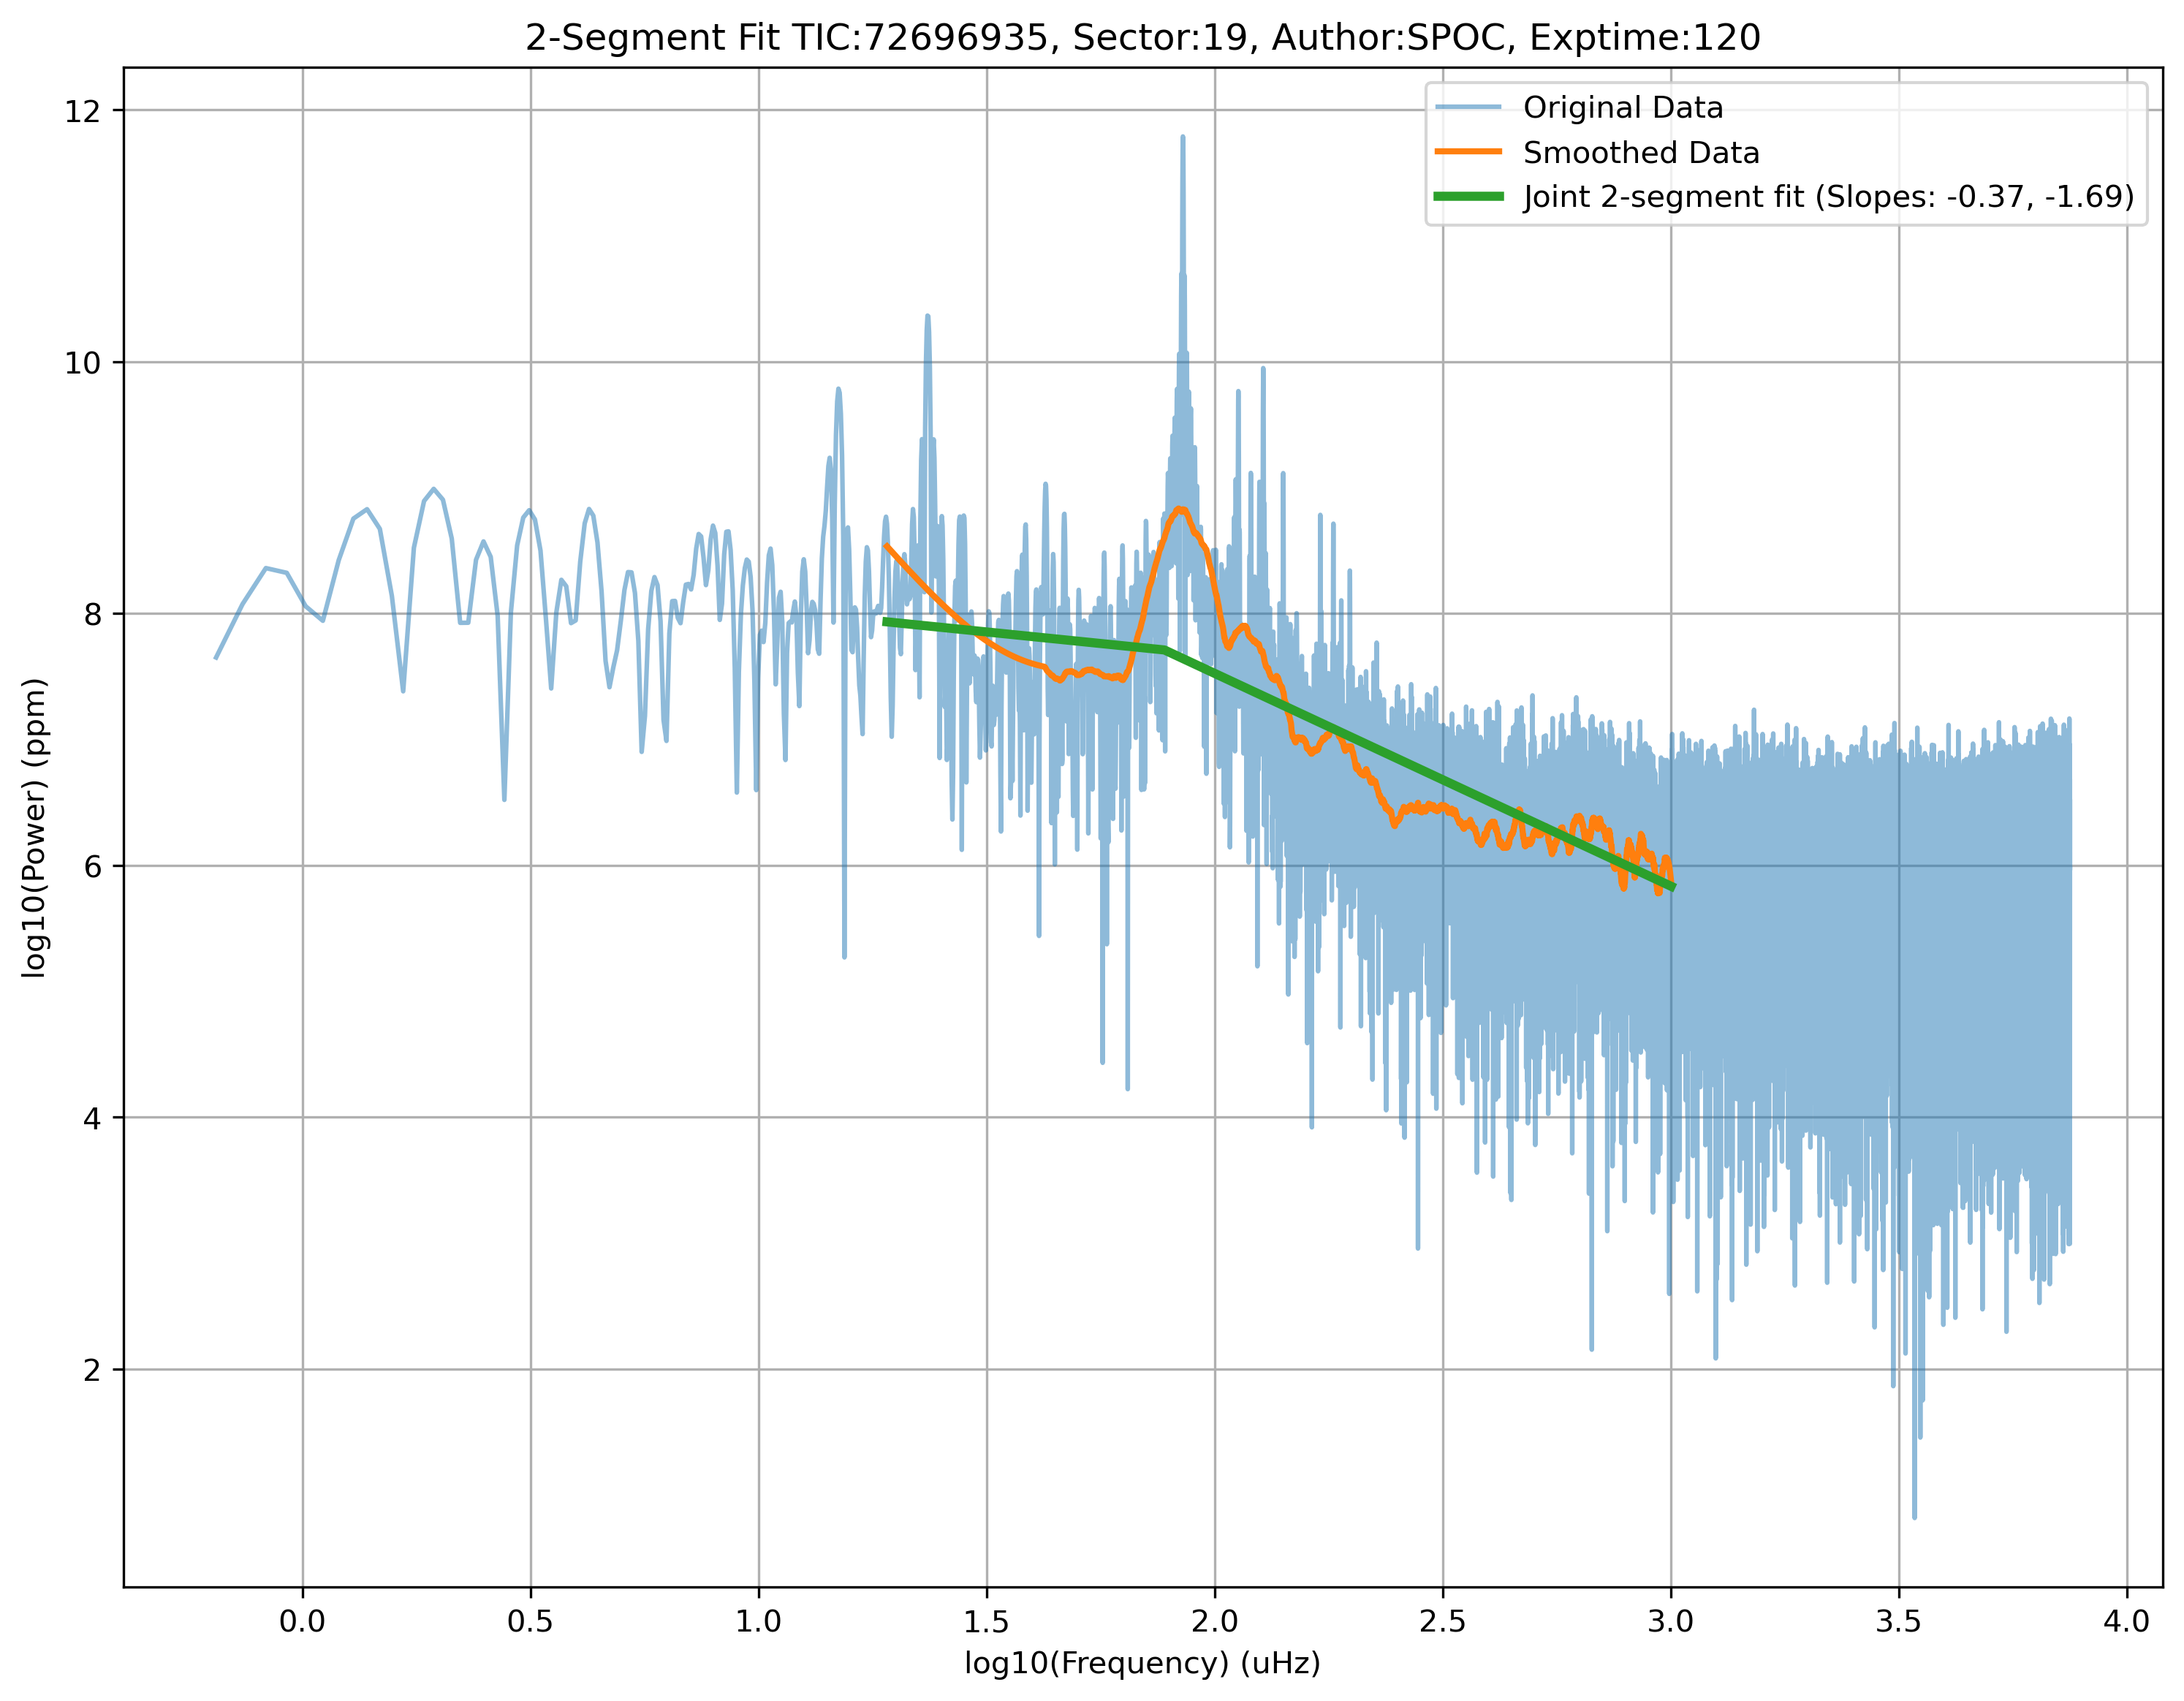 2-Segment Fit TIC:72696935, Sector:19, Author:SPOC, Exptime:120
Original Data
Smoothed Data
Joint 2-segment fit (Slopes: -0.37, -1.69)
log10(Power) (ppm)
12
10
8
6
4
2
0.0 0.5 1.0 1.5 2.0 2.5 3.0 3.5 4.0
log10(Frequency) (uHz)